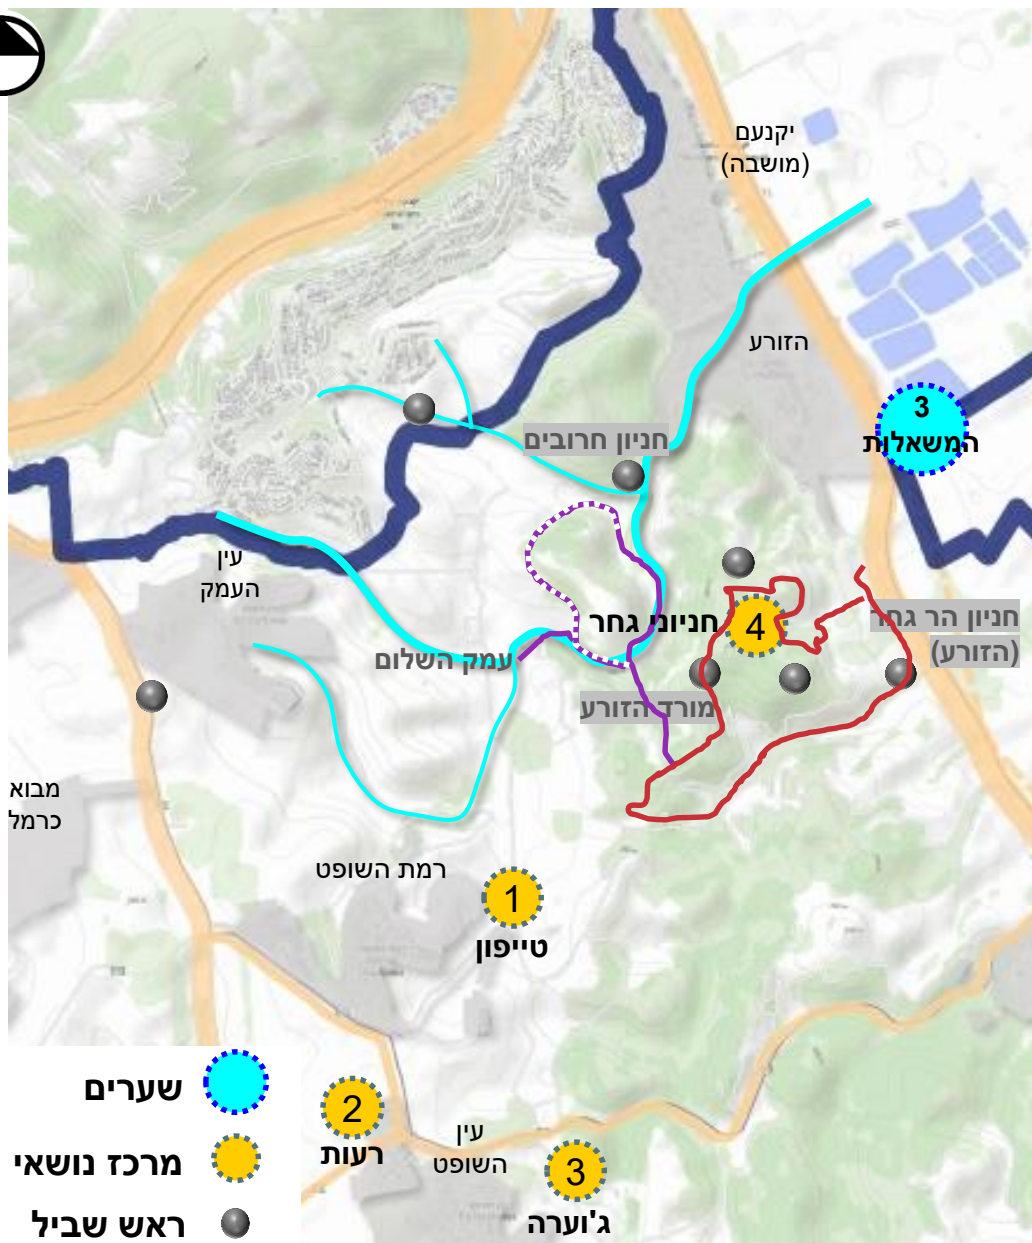 יקנעם
(מושבה)
הזורע
3
המשאלות
חניון חרובים
עין
העמק
חניוני גחר
4
חניון הר גחר
(הזורע)
עמק השלום
מורד הזורע
מבוא
כרמל
רמת השופט
1
טייפון
שערים
2
רעות
עין
השופט
מרכז נושאי
3
ג'וערה
ראש שביל